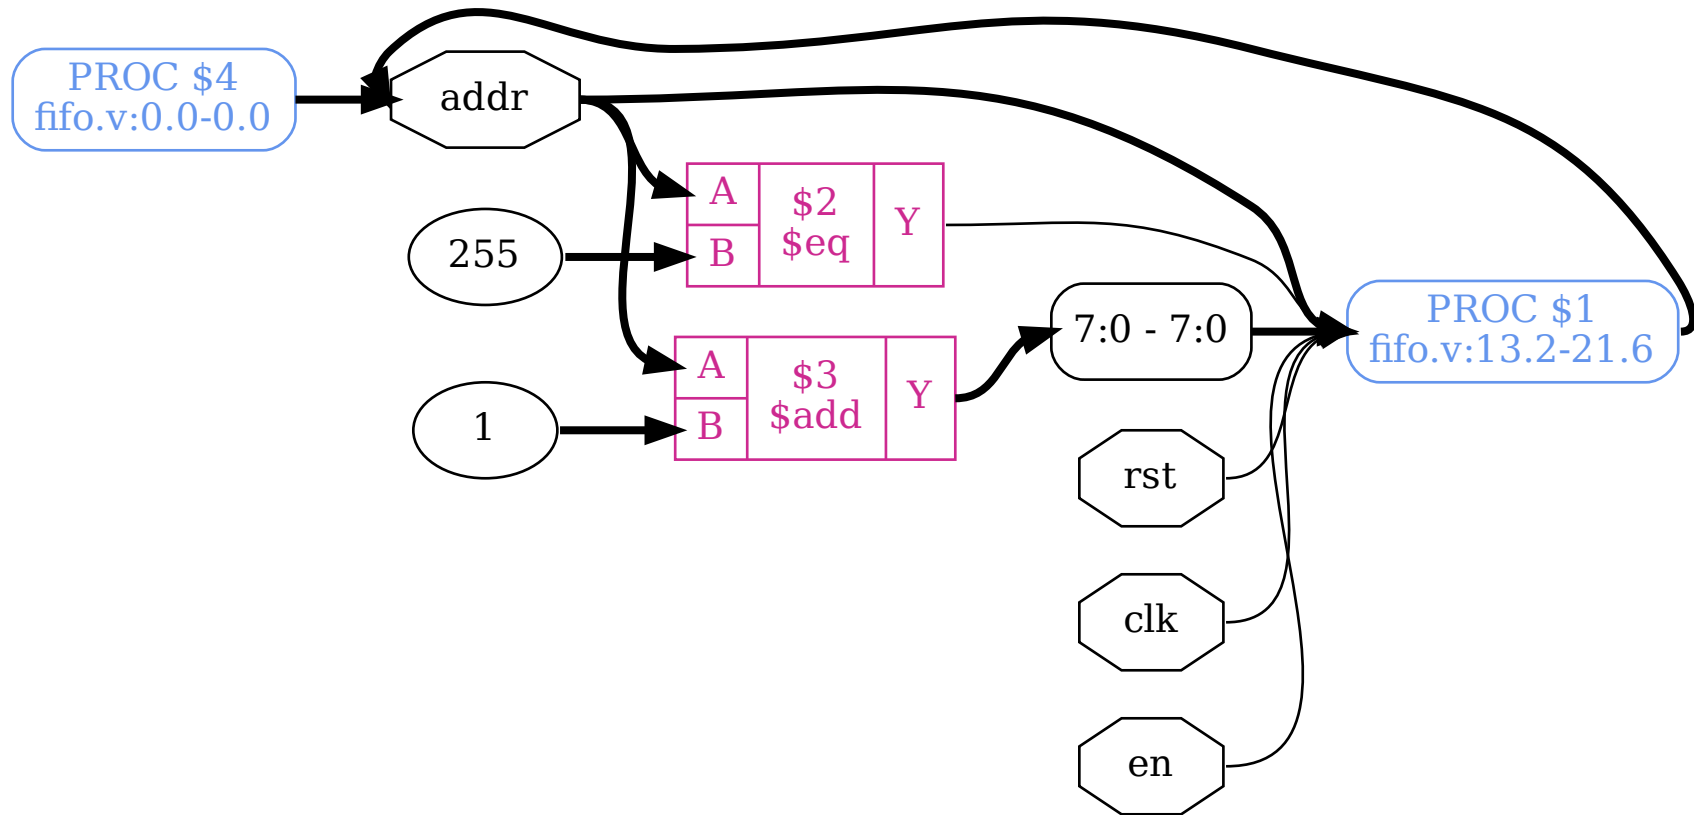 PROC $4
fifo.v:0.0-0.0
addr
A
B
$2
$eq
Y
255
A
B
$3
$add
Y
1
7:0 - 7:0
PROC $1
fifo.v:13.2-21.6
rst
clk
en